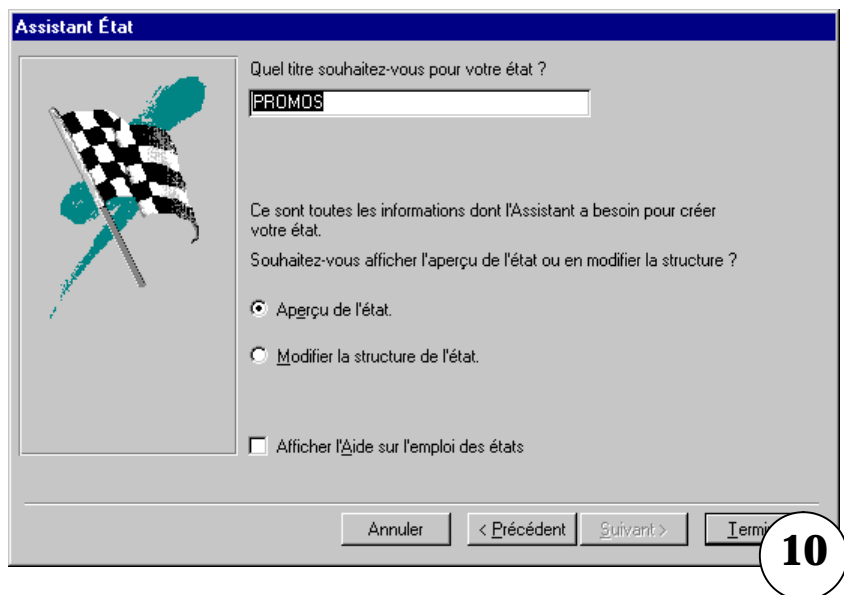 Assistant État
Quel titre souhaitez-vous pour votre état ?
PROMOS
Ce sont toutes les informations dont l'Assistant a besoin pour créer
votre état.
Souhaitez-vous afficher l'aperçu de l'état ou en modifier la structure ?
Aperçu de l'état.
Modifier la structure de l'état.
Afficher l'Aide sur l'emploi des états
Annuler
< Précédent
Suivant >
10